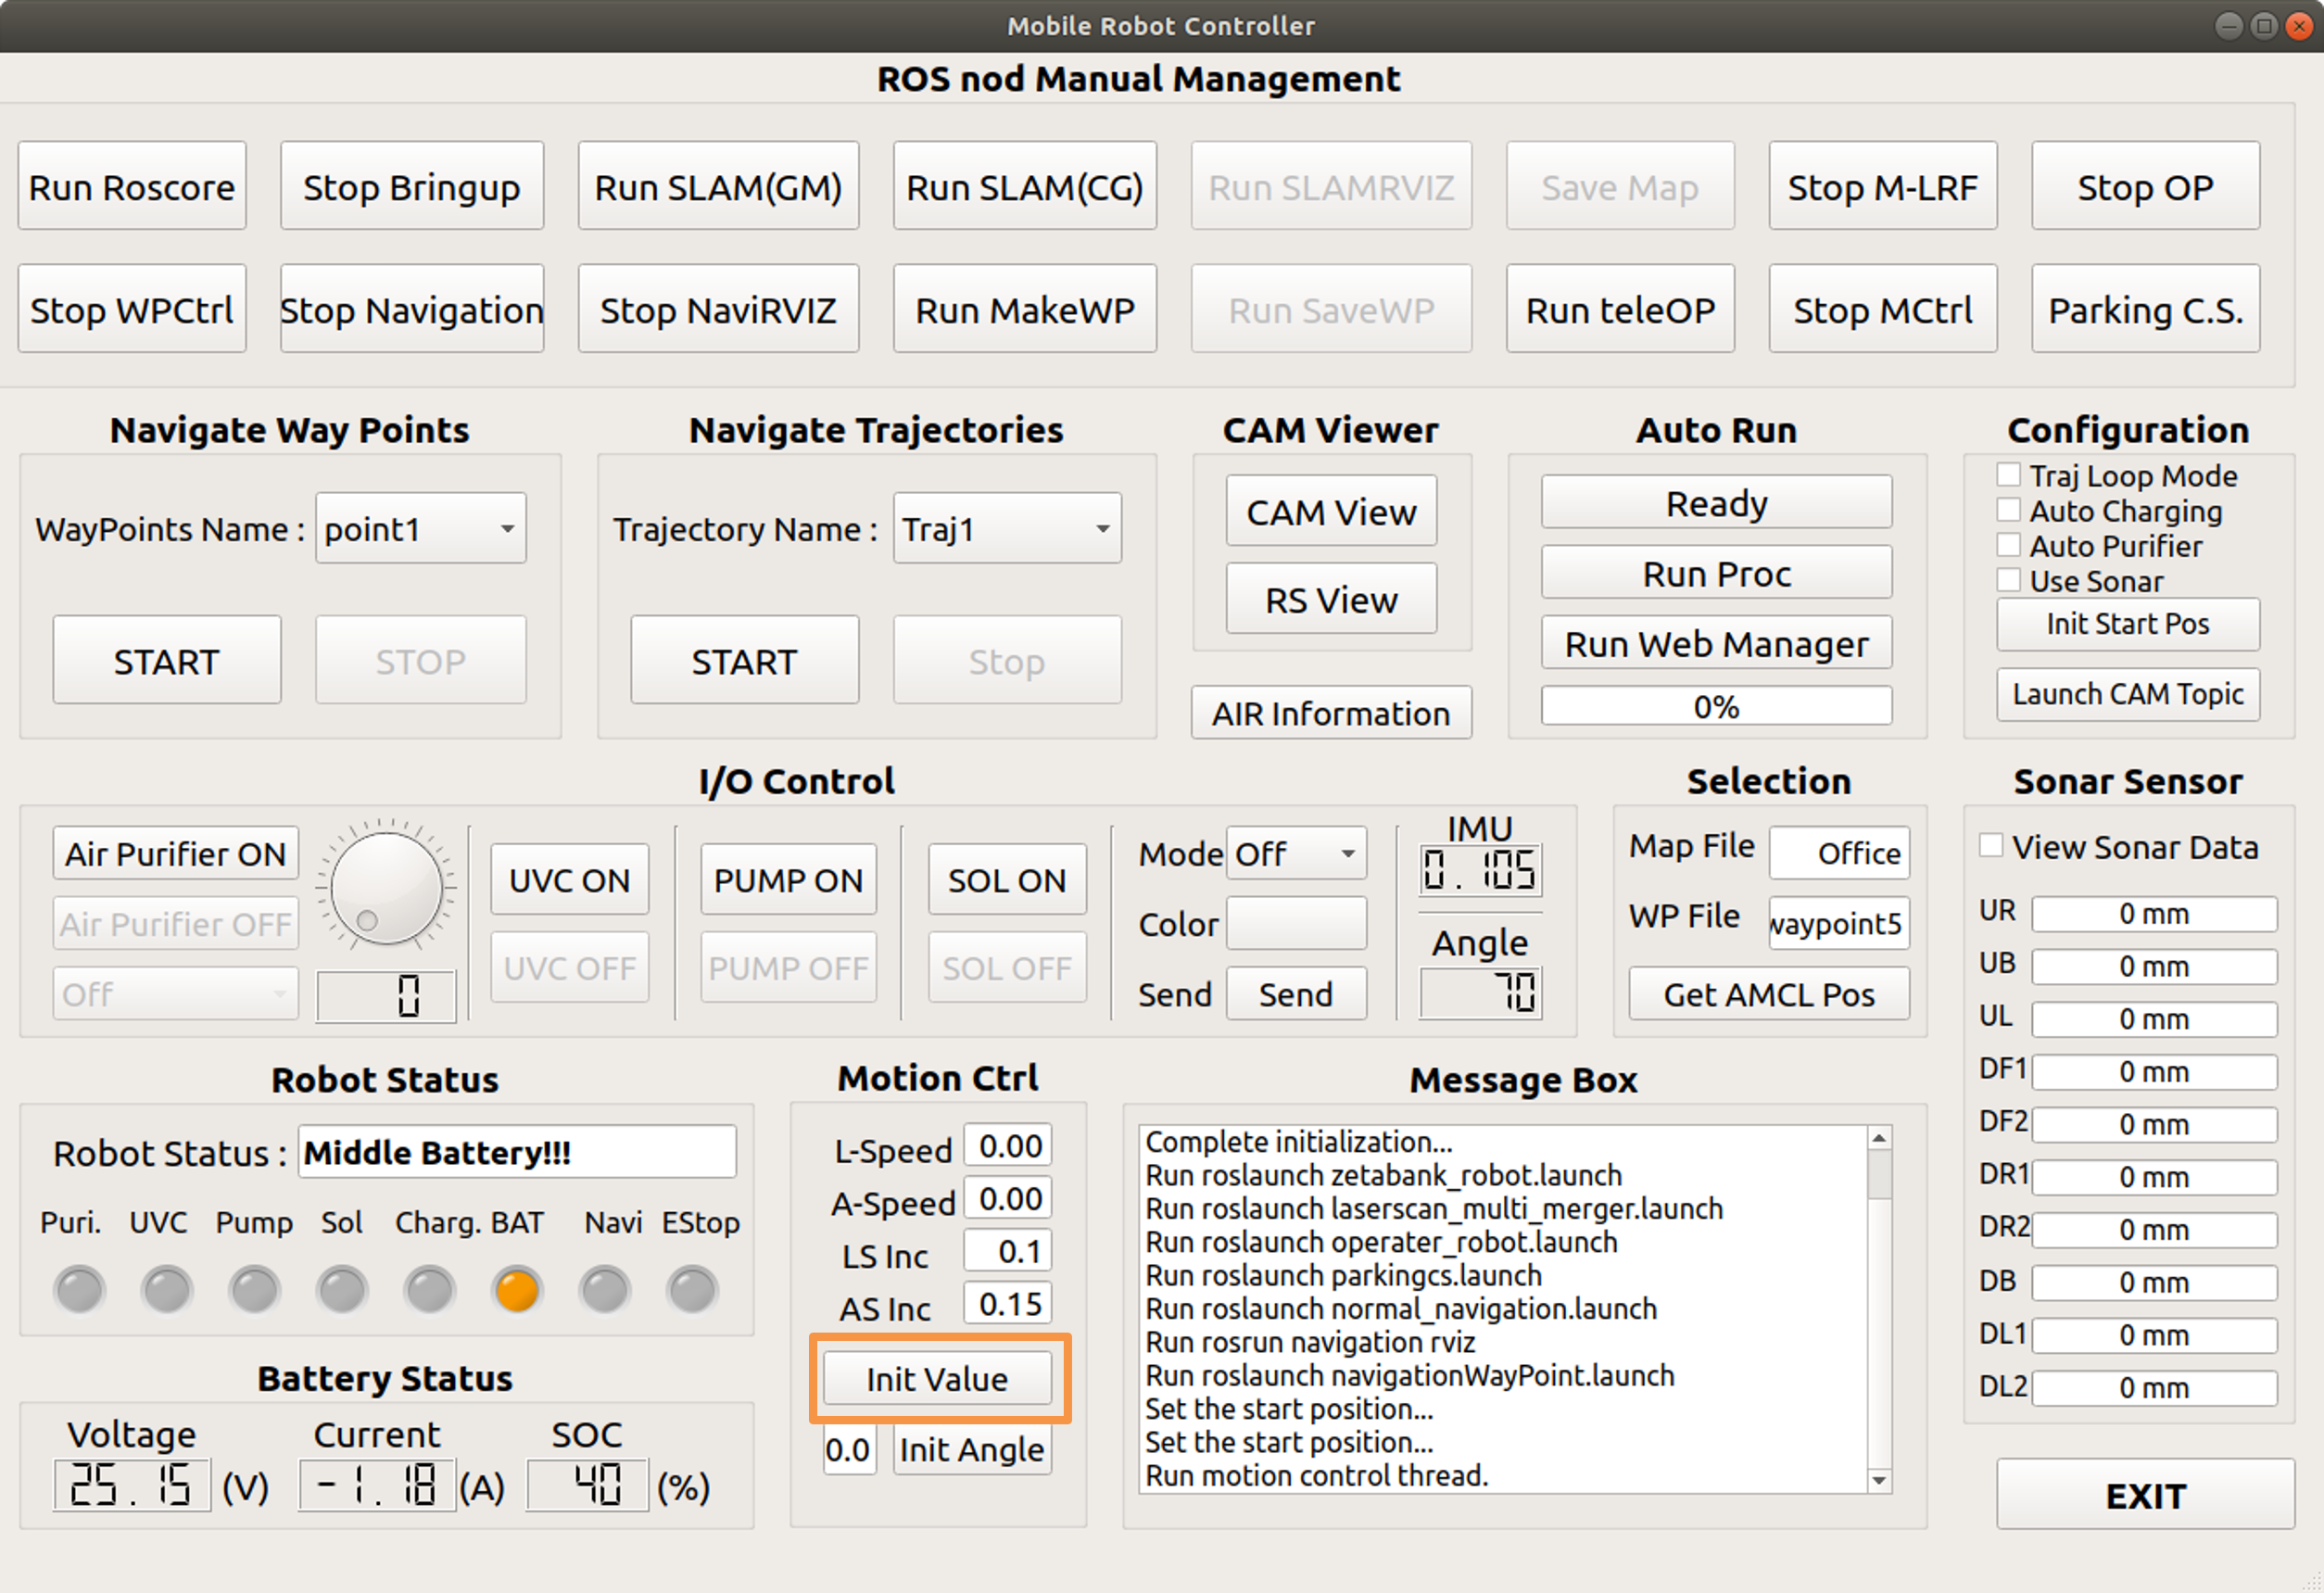 Mobile Robot Controller
ROS nod Manual Management
Run Roscore Stop Bringup Run SLAM(GM) Run SLAM(CG) Run SLAMRVIZ Save Map Stop M-LRF Stop OP
Stop WPCtrl Stop Navigation Stop NaviRVIZ Run MakeWP Run SaveWP Run teleOP Stop MCtrl Parking C.S.
Navigate Way Points
WayPoints Name : point1
START STOP
Navigate Trajectories
Trajectory Name : Traj1
START Stop
CAM Viewer
CAM View
RS View
AIR Information
Auto Run
Ready
Run Proc
Run Web Manager
0%
Configuration
Traj Loop Mode
Auto Charging
Auto Purifier
Use Sonar
Init Start Pos
Launch CAM Topic
I/O Control
Air Purifier ON
Air Purifier OFF
Off
0
UVC ON
UVC OFF
PUMP ON
PUMP OFF
SOL ON
SOL OFF
Mode Off
Color
Send Send
IMU
0.105
Angle
70
Selection
Map File Office
WP File waypoint5
Get AMCL Pos
Sonar Sensor
View Sonar Data
UR 0 mm
UB 0 mm
UL 0 mm
DF1 0 mm
DF2 0 mm
DR1 0 mm
DR2 0 mm
DB 0 mm
DL1 0 mm
DL2 0 mm
Robot Status
Robot Status : Middle Battery!!!
Puri. UVC Pump Sol Charg. BAT Navi EStop
Battery Status
Voltage Current SOC
25.15 (V) -1.18 (A) 40 (%)
Motion Ctrl
L-Speed 0.00
A-Speed 0.00
LS Inc 0.1
AS Inc 0.15
Init Value
0.0 Init Angle
Message Box
Complete initialization...
Run roslaunch zetabank_robot.launch
Run roslaunch laserscan_multi_merger.launch
Run roslaunch operater_robot.launch
Run roslaunch parkingcs.launch
Run roslaunch normal_navigation.launch
Run rosrun navigation rviz
Run roslaunch navigationWayPoint.launch
Set the start position...
Set the start position...
Run motion control thread.
EXIT